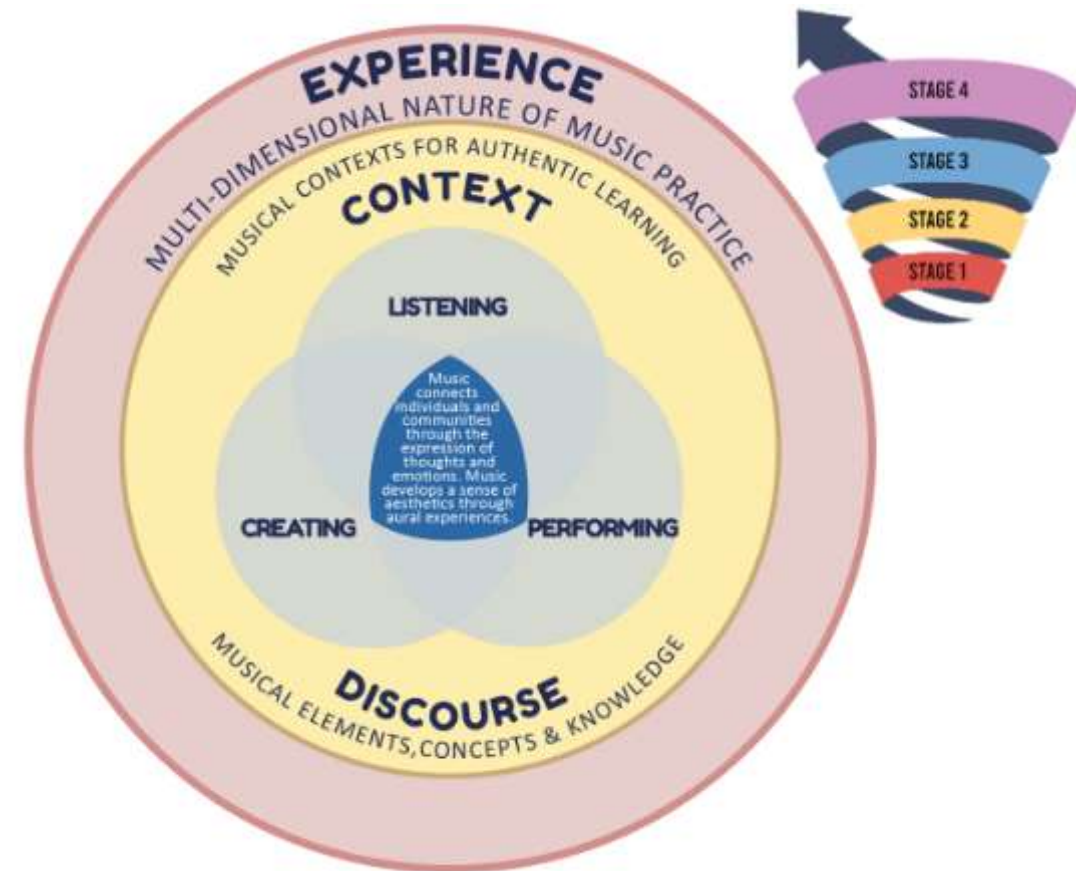 EXPERIENCE
MULTI-DIMENSIONAL NATURE OF MUSIC PRACTICE
MUSICAL CONTEXTS FOR AUTHENTIC LEARNING
CONTEXT
LISTENING
Music
connects
individuals and
communities
through the
expression of
thoughts and
emotions. Music
develops a sense of
aesthetics through
aural experiences.
CREATING
PERFORMING
DISCOURSE
MUSICAL ELEMENTS, CONCEPTS & KNOWLEDGE
STAGE 4
STAGE 3
STAGE 2
STAGE 1